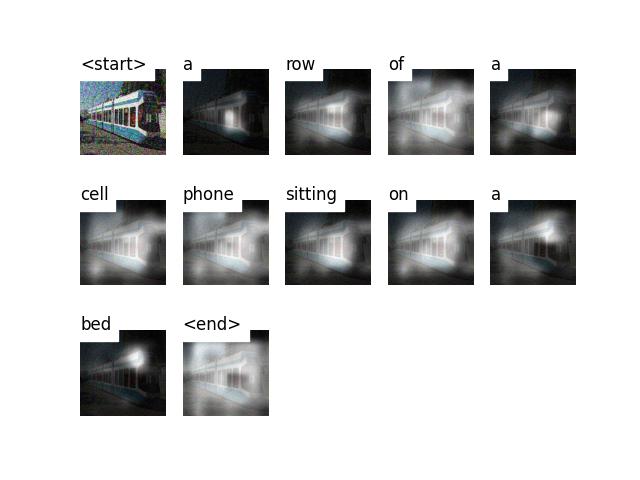 <start> a row of a
cell phone sitting on a
bed <end>